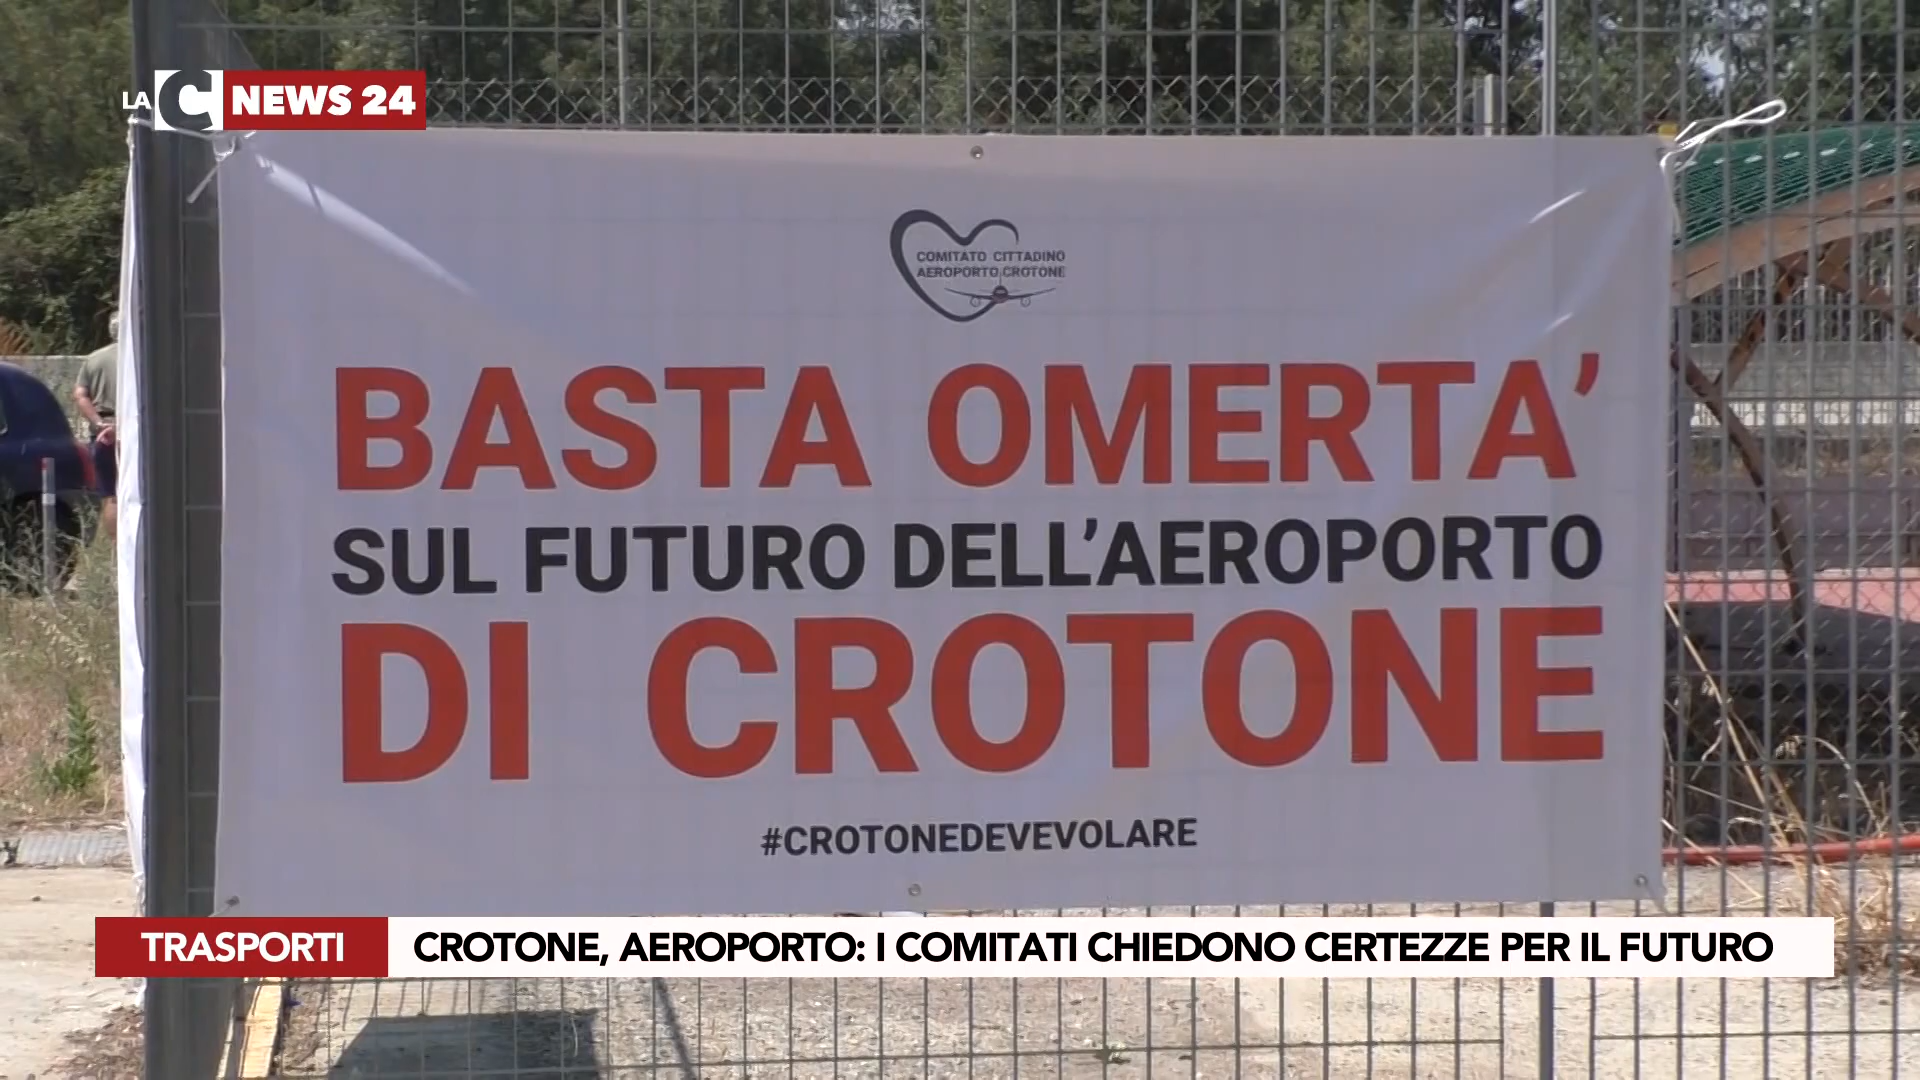 LA C NEWS 24
COMITATO CITTADINO
AEROPORTO CROTONE
BASTA OMERTA'
SUL FUTURO DELL'AEROPORTO
DI CROTONE
#CROTONEDEVEVOLARE
TRASPORTI CROTONE, AEROPORTO: I COMITATI CHIEDONO CERTEZZE PER IL FUTURO